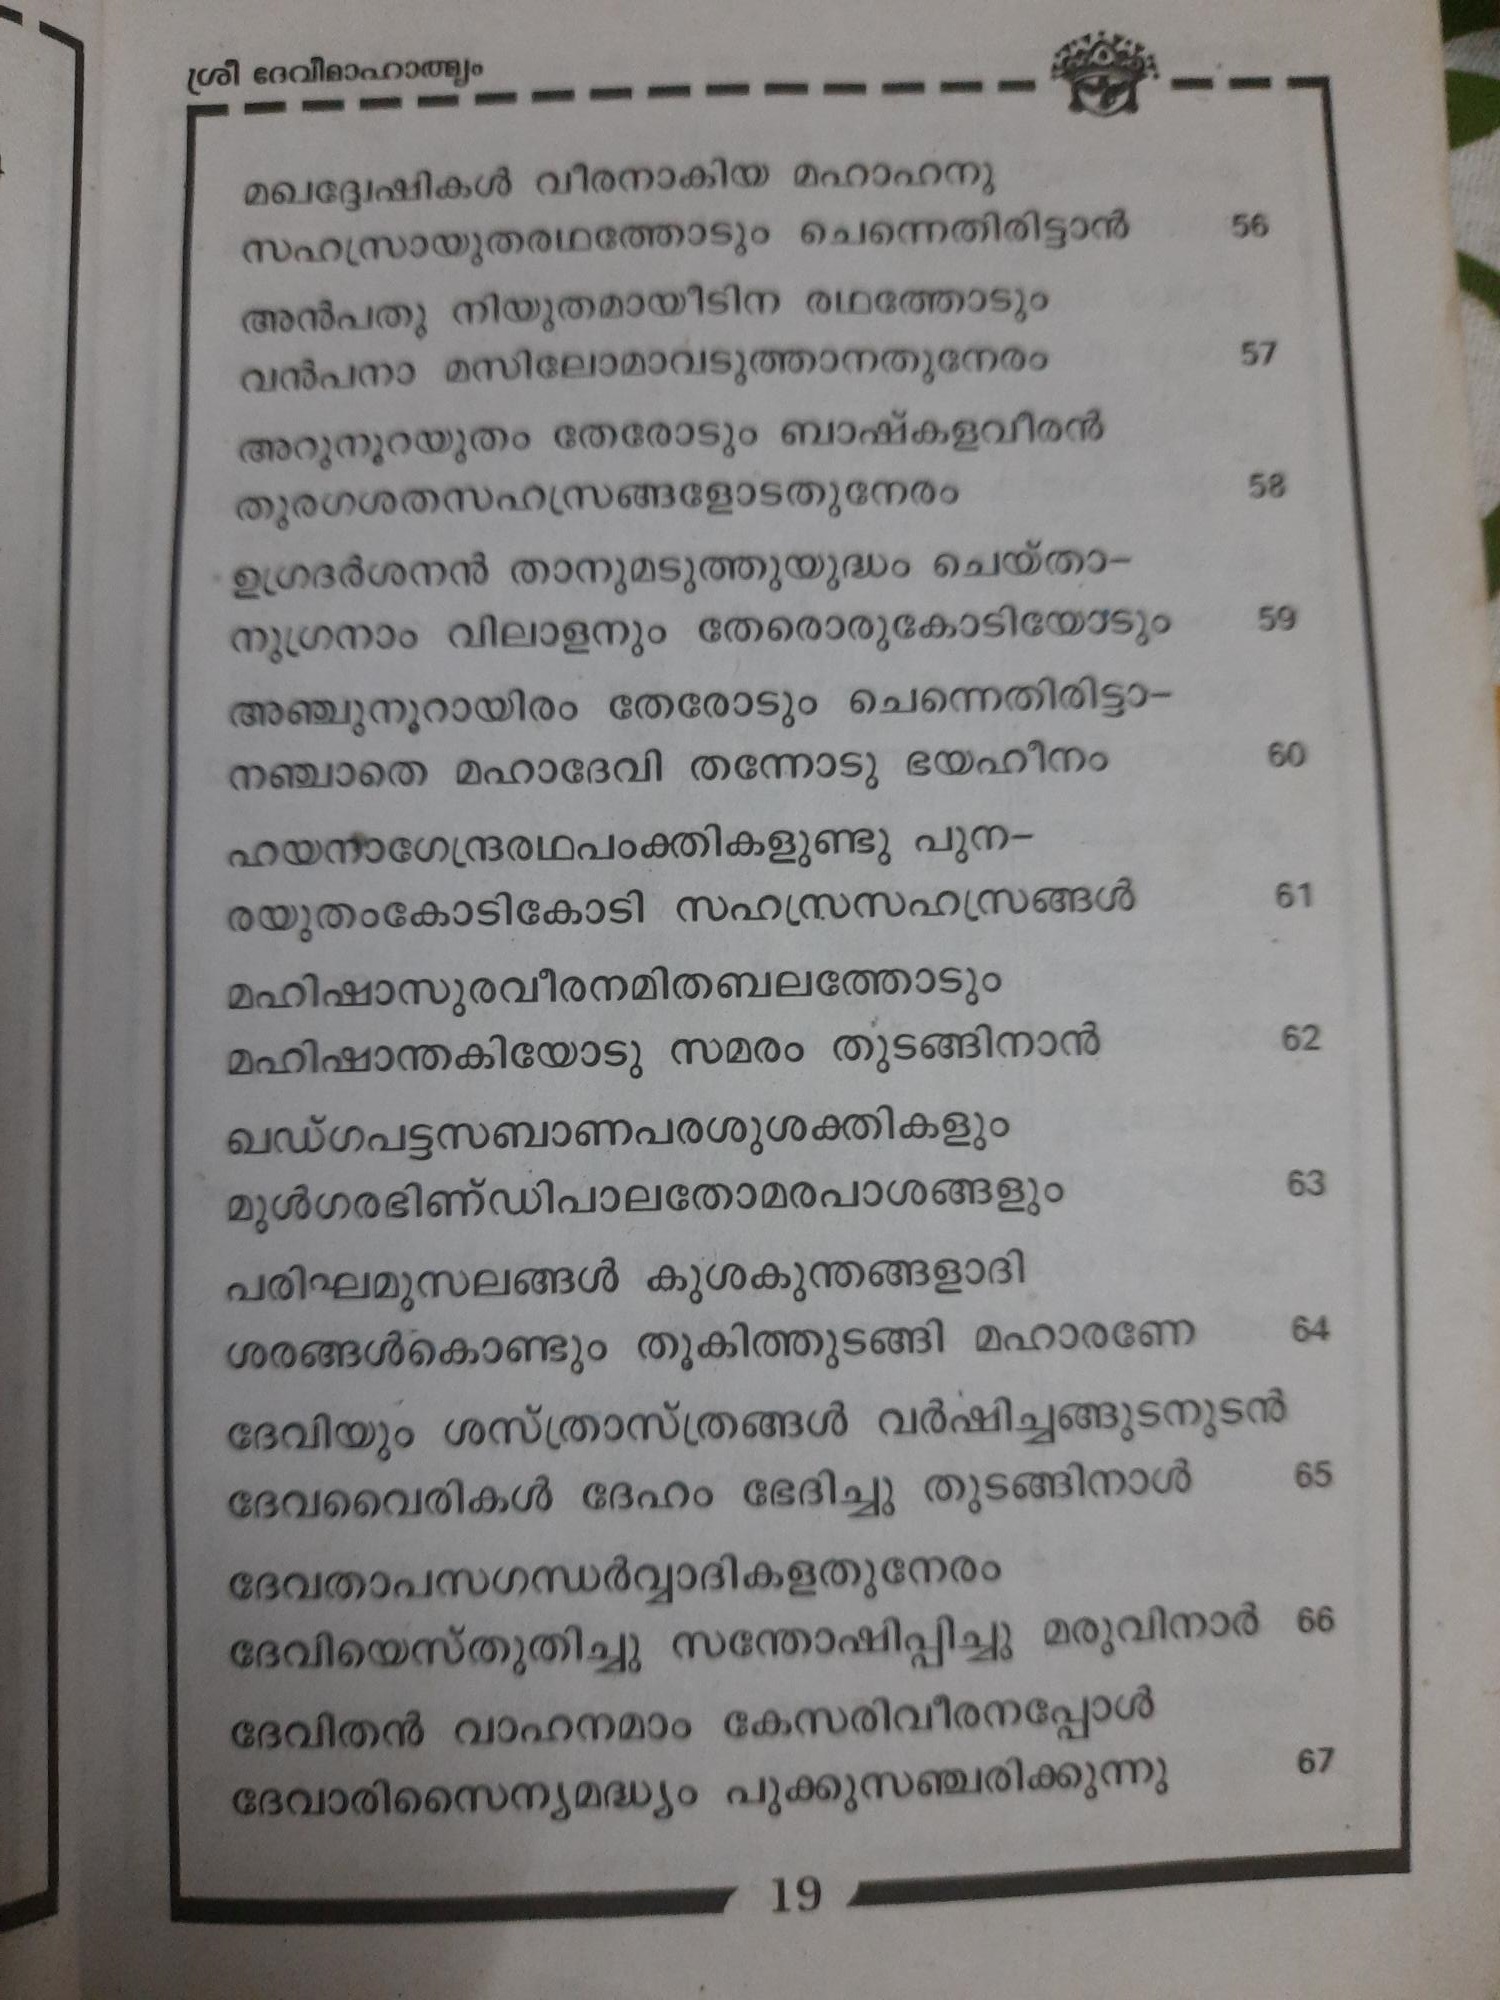 ശ്രീ ദേവീമാഹാത്മ്യം
മഖദ്വേഷികൾ വീരനാകിയ മഹാഹനു
സഹസ്രായുതരഥത്തോടും ചെന്നെതിരിട്ടാൻ 56
അൻപതു നിയുതമായീടിന രഥത്തോടും
വൻപനാ മസിലോമാവടുത്താനതുനേരം 57
അറുനൂറയുതം തേരോടും ബാഷ്കളവീരൻ
തുരഗശതസഹസ്രങ്ങളോടതുനേരം 58
ഉഗ്രദർശനൻ താനുമടുത്തുയുദ്ധം ചെയ്താ-
നുഗ്രനാം വിലാളനും തേരൊരുകോടിയോടും 59
അഞ്ചുനൂറായിരം തേരോടും ചെന്നെതിരിട്ടാ-
നഞ്ചാതെ മഹാദേവി തന്നോടു ഭയഹീനം 60
ഹയനാഗേന്ദ്രരഥപംക്തികളുണ്ടു പുന-
രയുതംകോടികോടി സഹസ്രസഹസ്രങ്ങൾ 61
മഹിഷാസുരവീരനമിതബലത്തോടും
മഹിഷാന്തകിയോടു സമരം തുടങ്ങിനാൻ 62
ഖഡ്ഗപട്ടസബാണപരശുശക്തികളും
മുൾഗരഭിണ്ഡിപാലതോമരപാശങ്ങളും 63
പരിഘമുസലങ്ങൾ കുശകുന്തങ്ങളാദി
ശരങ്ങൾകൊണ്ടും തൂകിത്തുടങ്ങി മഹാരണേ 64
ദേവിയും ശസ്ത്രാസ്ത്രങ്ങൾ വർഷിച്ചങ്ങുടനുടൻ
ദേവവൈരികൾ ദേഹം ഭേദിച്ചു തുടങ്ങിനാൾ 65
ദേവതാപസഗന്ധർവ്വാദികളതുനേരം
ദേവിയെസ്തുതിച്ചു സന്തോഷിപ്പിച്ചു മരുവിനാർ 66
ദേവിതൻ വാഹനമാം കേസരിവീരനപ്പോൾ
ദേവാരിസൈന്യമദ്ധ്യം പുക്കുസഞ്ചരിക്കുന്നു 67
19